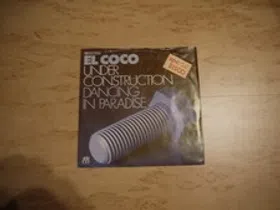 EL COCO
UNDER
CONSTRUCTION
DANCING
IN PARADISE